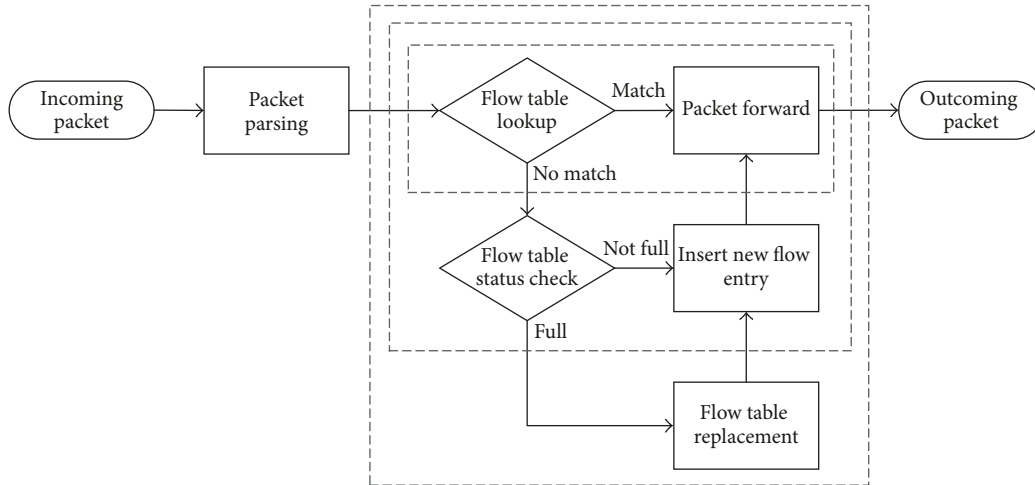 Incoming
packet
Packet
parsing
Flow table
lookup
Match
Packet forward
Outcoming
packet
No match
Flow table
status check
Not full
Insert new flow
entry
Full
Flow table
replacement